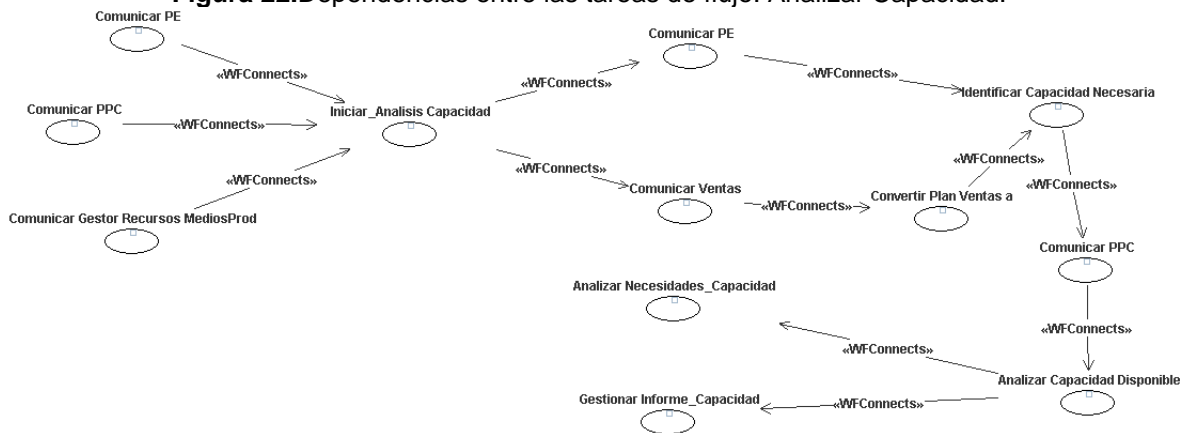 Figura 22.Dependencias entre las tareas de flujo: Analizar Capacidad.
Comunicar PE
Comunicar PE
«WFConnects»
«WFConnects»
«WFConnects»
Identificar Capacidad Necesaria
Comunicar PPC
Iniciar_Analisis Capacidad
«WFConnects»
«WFConnects»
«WFConnects»
«WFConnects»
«WFConnects»
Comunicar Ventas
Convertir Plan Ventas a
«WFConnects»
Comunicar Gestor Recursos MediosProd
«WFConnects»
Comunicar PPC
Analizar Necesidades_Capacidad
«WFConnects»
«WFConnects»
Analizar Capacidad Disponible
Gestionar Informe_Capacidad
«WFConnects»